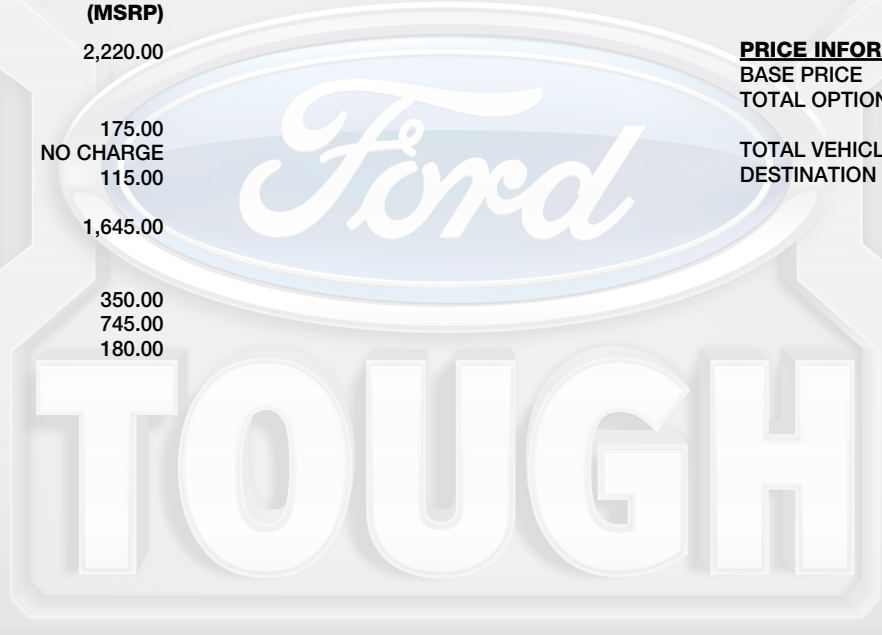 (MSRP)
2,220.00
175.00
NO CHARGE
115.00
1,645.00
350.00
745.00
180.00
PRICE INFOR
BASE PRICE
TOTAL OPTION
TOTAL VEHICL
DESTINATION
Ford
TOUGH